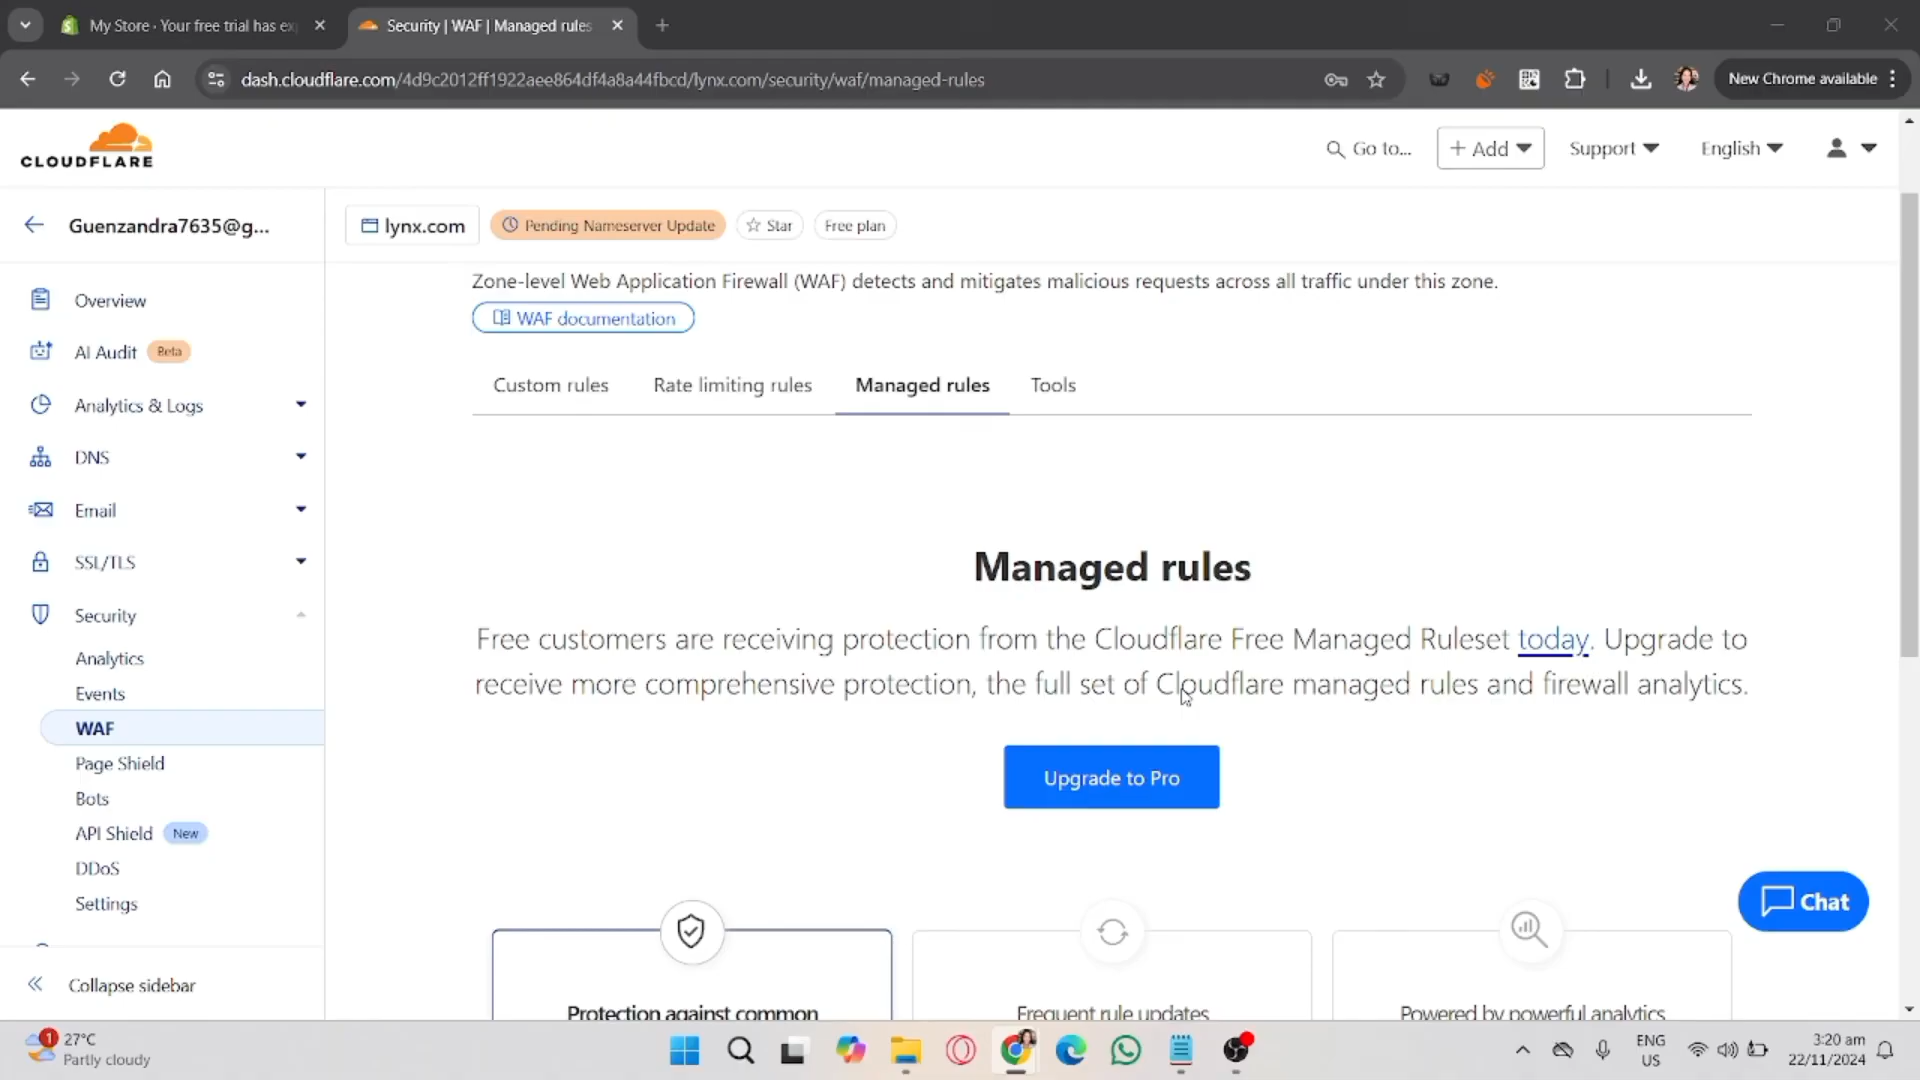 My Store · Your free trial has ex
Security | WAF | Managed rules
dash.cloudflare.com/4d9c2012ff1922aee864df4a8a44fbcd/lynx.com/security/waf/managed-rules
New Chrome available
CLOUDFLARE
Go to...
+ Add
Support
English
Guenzandra7635@g...
lynx.com
Pending Nameserver Update
Star
Free plan
Overview
AI Audit Beta
Analytics & Logs
DNS
Email
SSL/TLS
Security
Analytics
Events
WAF
Page Shield
Bots
API Shield New
DDoS
Settings
Collapse sidebar
Zone-level Web Application Firewall (WAF) detects and mitigates malicious requests across all traffic under this zone.
WAF documentation
Custom rules
Rate limiting rules
Managed rules
Tools
Managed rules
Free customers are receiving protection from the Cloudflare Free Managed Ruleset today. Upgrade to
receive more comprehensive protection, the full set of Cloudflare managed rules and firewall analytics.
Upgrade to Pro
Protection against common
Frequent rule updates
Powered by powerful analytics
Chat
1
27°C
Partly cloudy
ENG
US
3:20 am
22/11/2024